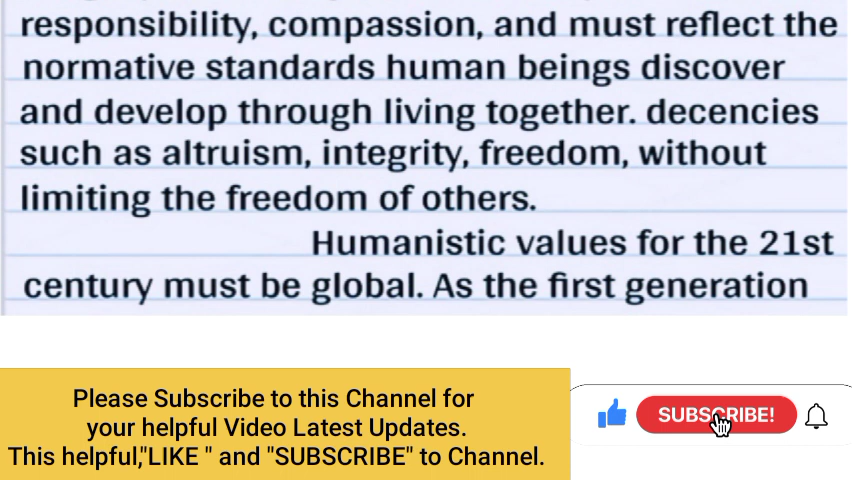 responsibility, compassion, and must reflect the
normative standards human beings discover
and develop through living together. decencies
such as altruism, integrity, freedom, without
limiting the freedom of others.
Humanistic values for the 21st
century must be global. As the first generation
Please Subscribe to this Channel for
your helpful Video Latest Updates.
This helpful,"LIKE " and "SUBSCRIBE" to Channel.
SUBSCRIBE!